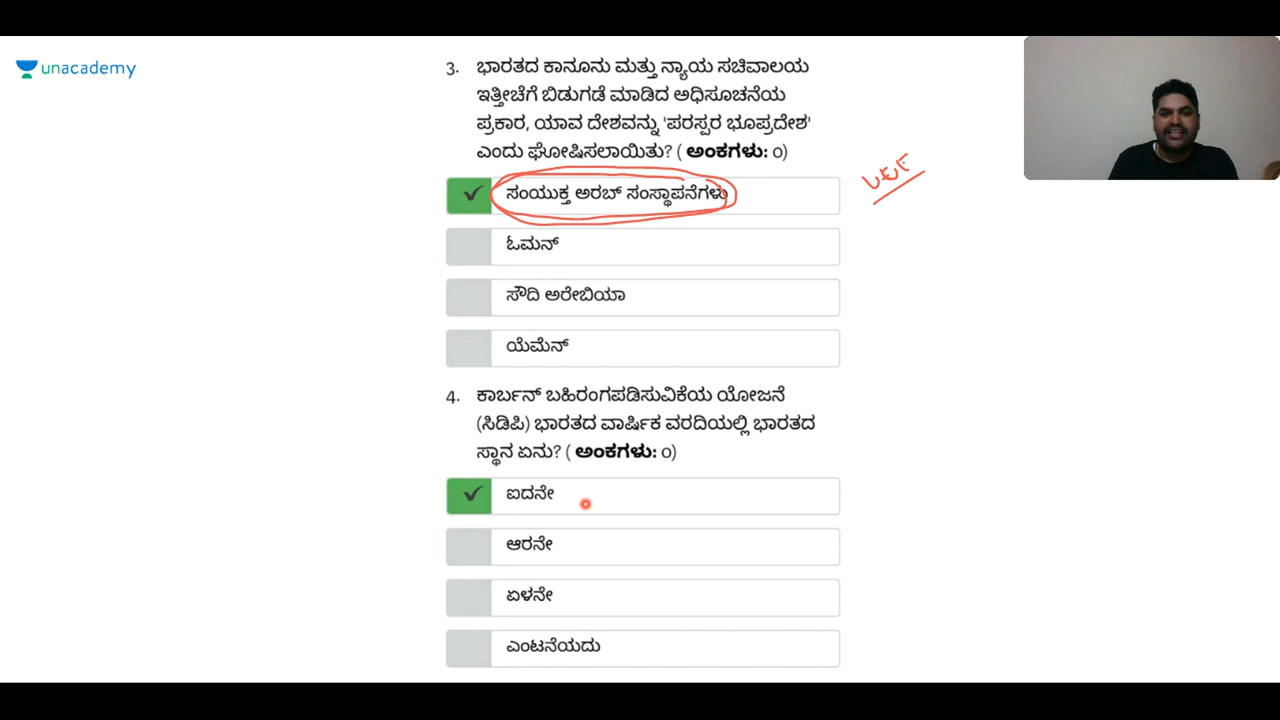 unacademy
3. ಭಾರತದ ಕಾನೂನು ಮತ್ತು ನ್ಯಾಯ ಸಚಿವಾಲಯ
ಇತ್ತೀಚೆಗೆ ಬಿಡುಗಡೆ ಮಾಡಿದ ಅಧಿಸೂಚನೆಯ
ಪ್ರಕಾರ, ಯಾವ ದೇಶವನ್ನು 'ಪರಸ್ಪರ ಭೂಪ್ರದೇಶ'
ಎಂದು ಘೋಷಿಸಲಾಯಿತು? ( ಅಂಕಗಳು: 0)
ಸಂಯುಕ್ತ ಅರಬ್ ಸಂಸ್ಥಾಪನೆಗಳು
UAE
ಓಮನ್
ಸೌದಿ ಅರೇಬಿಯಾ
ಯೆಮೆನ್
4. ಕಾರ್ಬನ್ ಬಹಿರಂಗಪಡಿಸುವಿಕೆಯ ಯೋಜನೆ
(ಸಿಡಿಪಿ) ಭಾರತದ ವಾರ್ಷಿಕ ವರದಿಯಲ್ಲಿ ಭಾರತದ
ಸ್ಥಾನ ಏನು? ( ಅಂಕಗಳು: 0)
ಐದನೇ
ಆರನೇ
ಏಳನೇ
ಎಂಟನೆಯದು